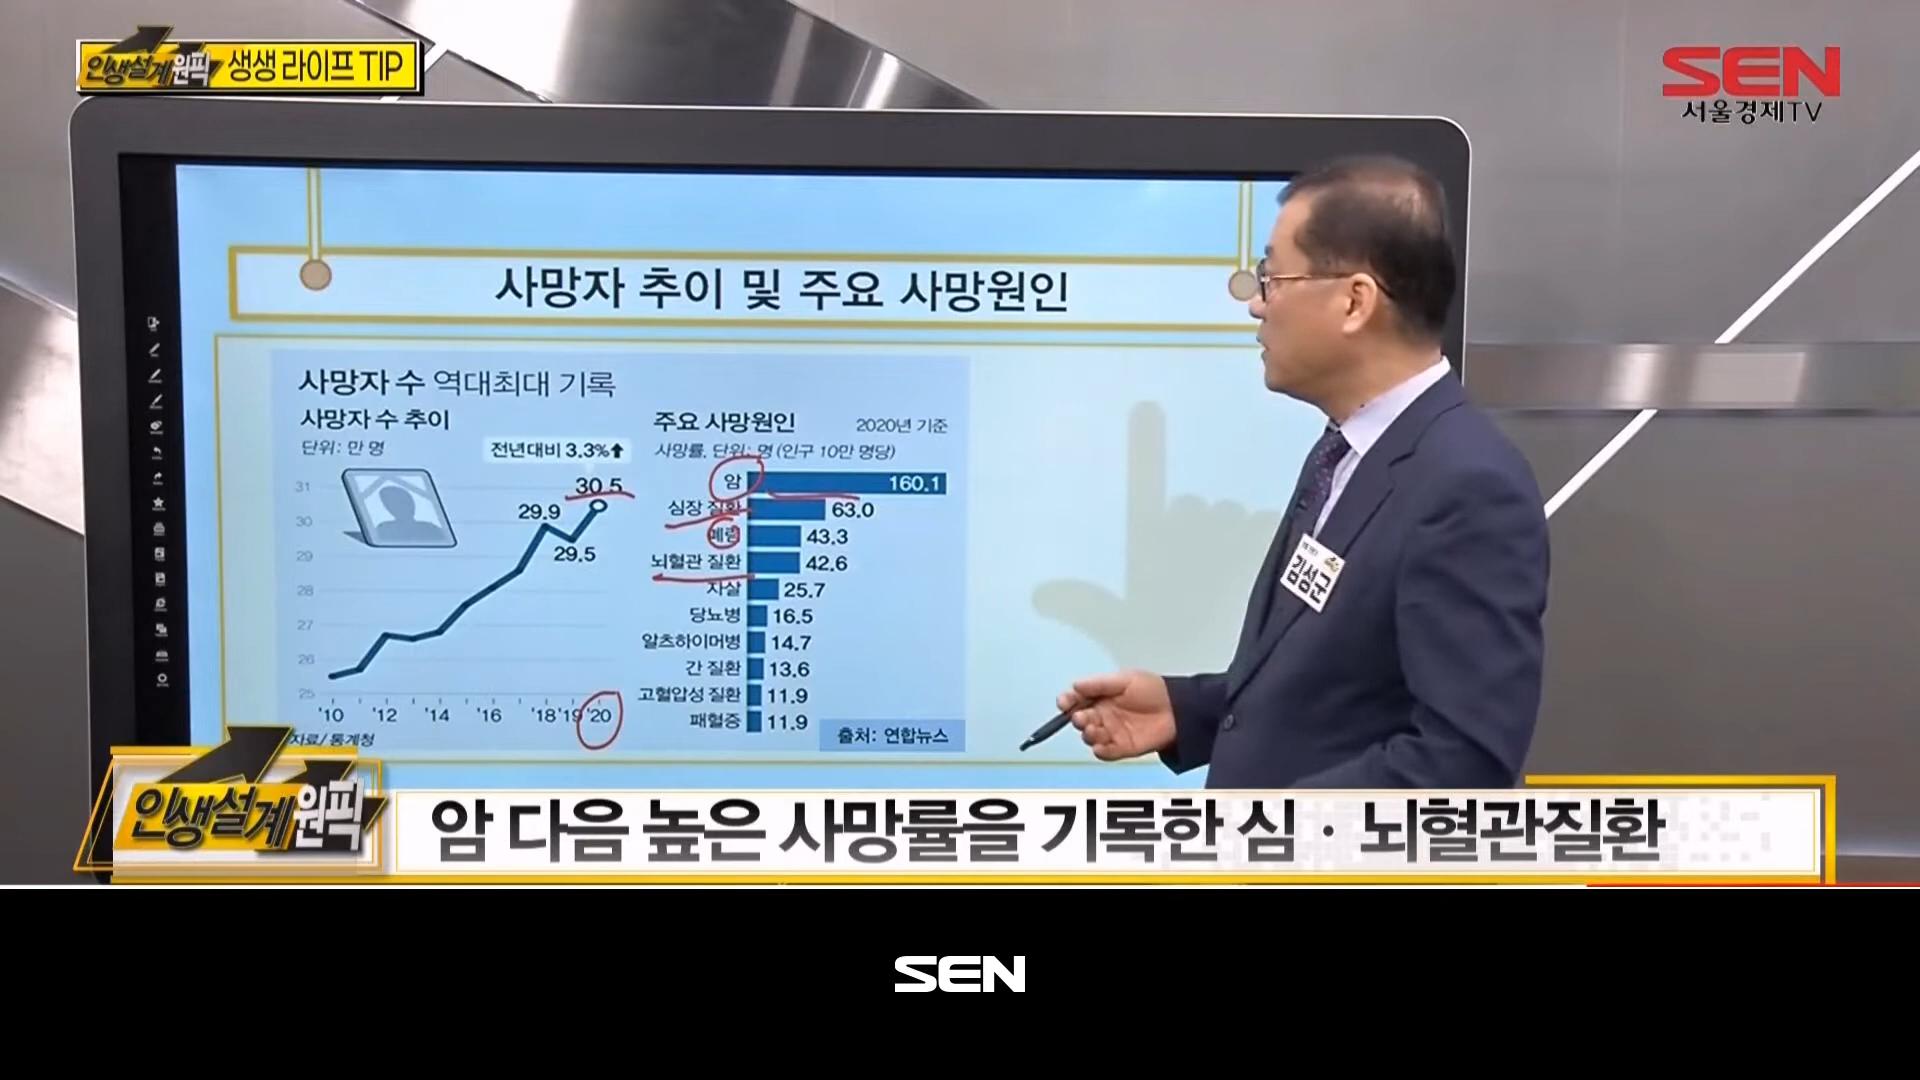 인생설계원픽 생생 라이프 TIP
SEN
서울경제TV
사망자 추이 및 주요 사망원인
사망자 수 역대최대 기록
사망자 수 추이
단위: 만 명
전년대비 3.3%↑
31
30
29
28
27
26
25
29.9
29.5
30.5
'10 '12 '14 '16 '18 '19 '20
자료/ 통계청
주요 사망원인 2020년 기준
사망률, 단위: 명 (인구 10만 명당)
암 160.1
심장 질환 63.0
폐렴 43.3
뇌혈관 질환 42.6
자살 25.7
당뇨병 16.5
알츠하이머병 14.7
간 질환 13.6
고혈압성 질환 11.9
패혈증 11.9
출처: 연합뉴스
김성균
인생설계원픽
암 다음 높은 사망률을 기록한 심 · 뇌혈관질환
SEN